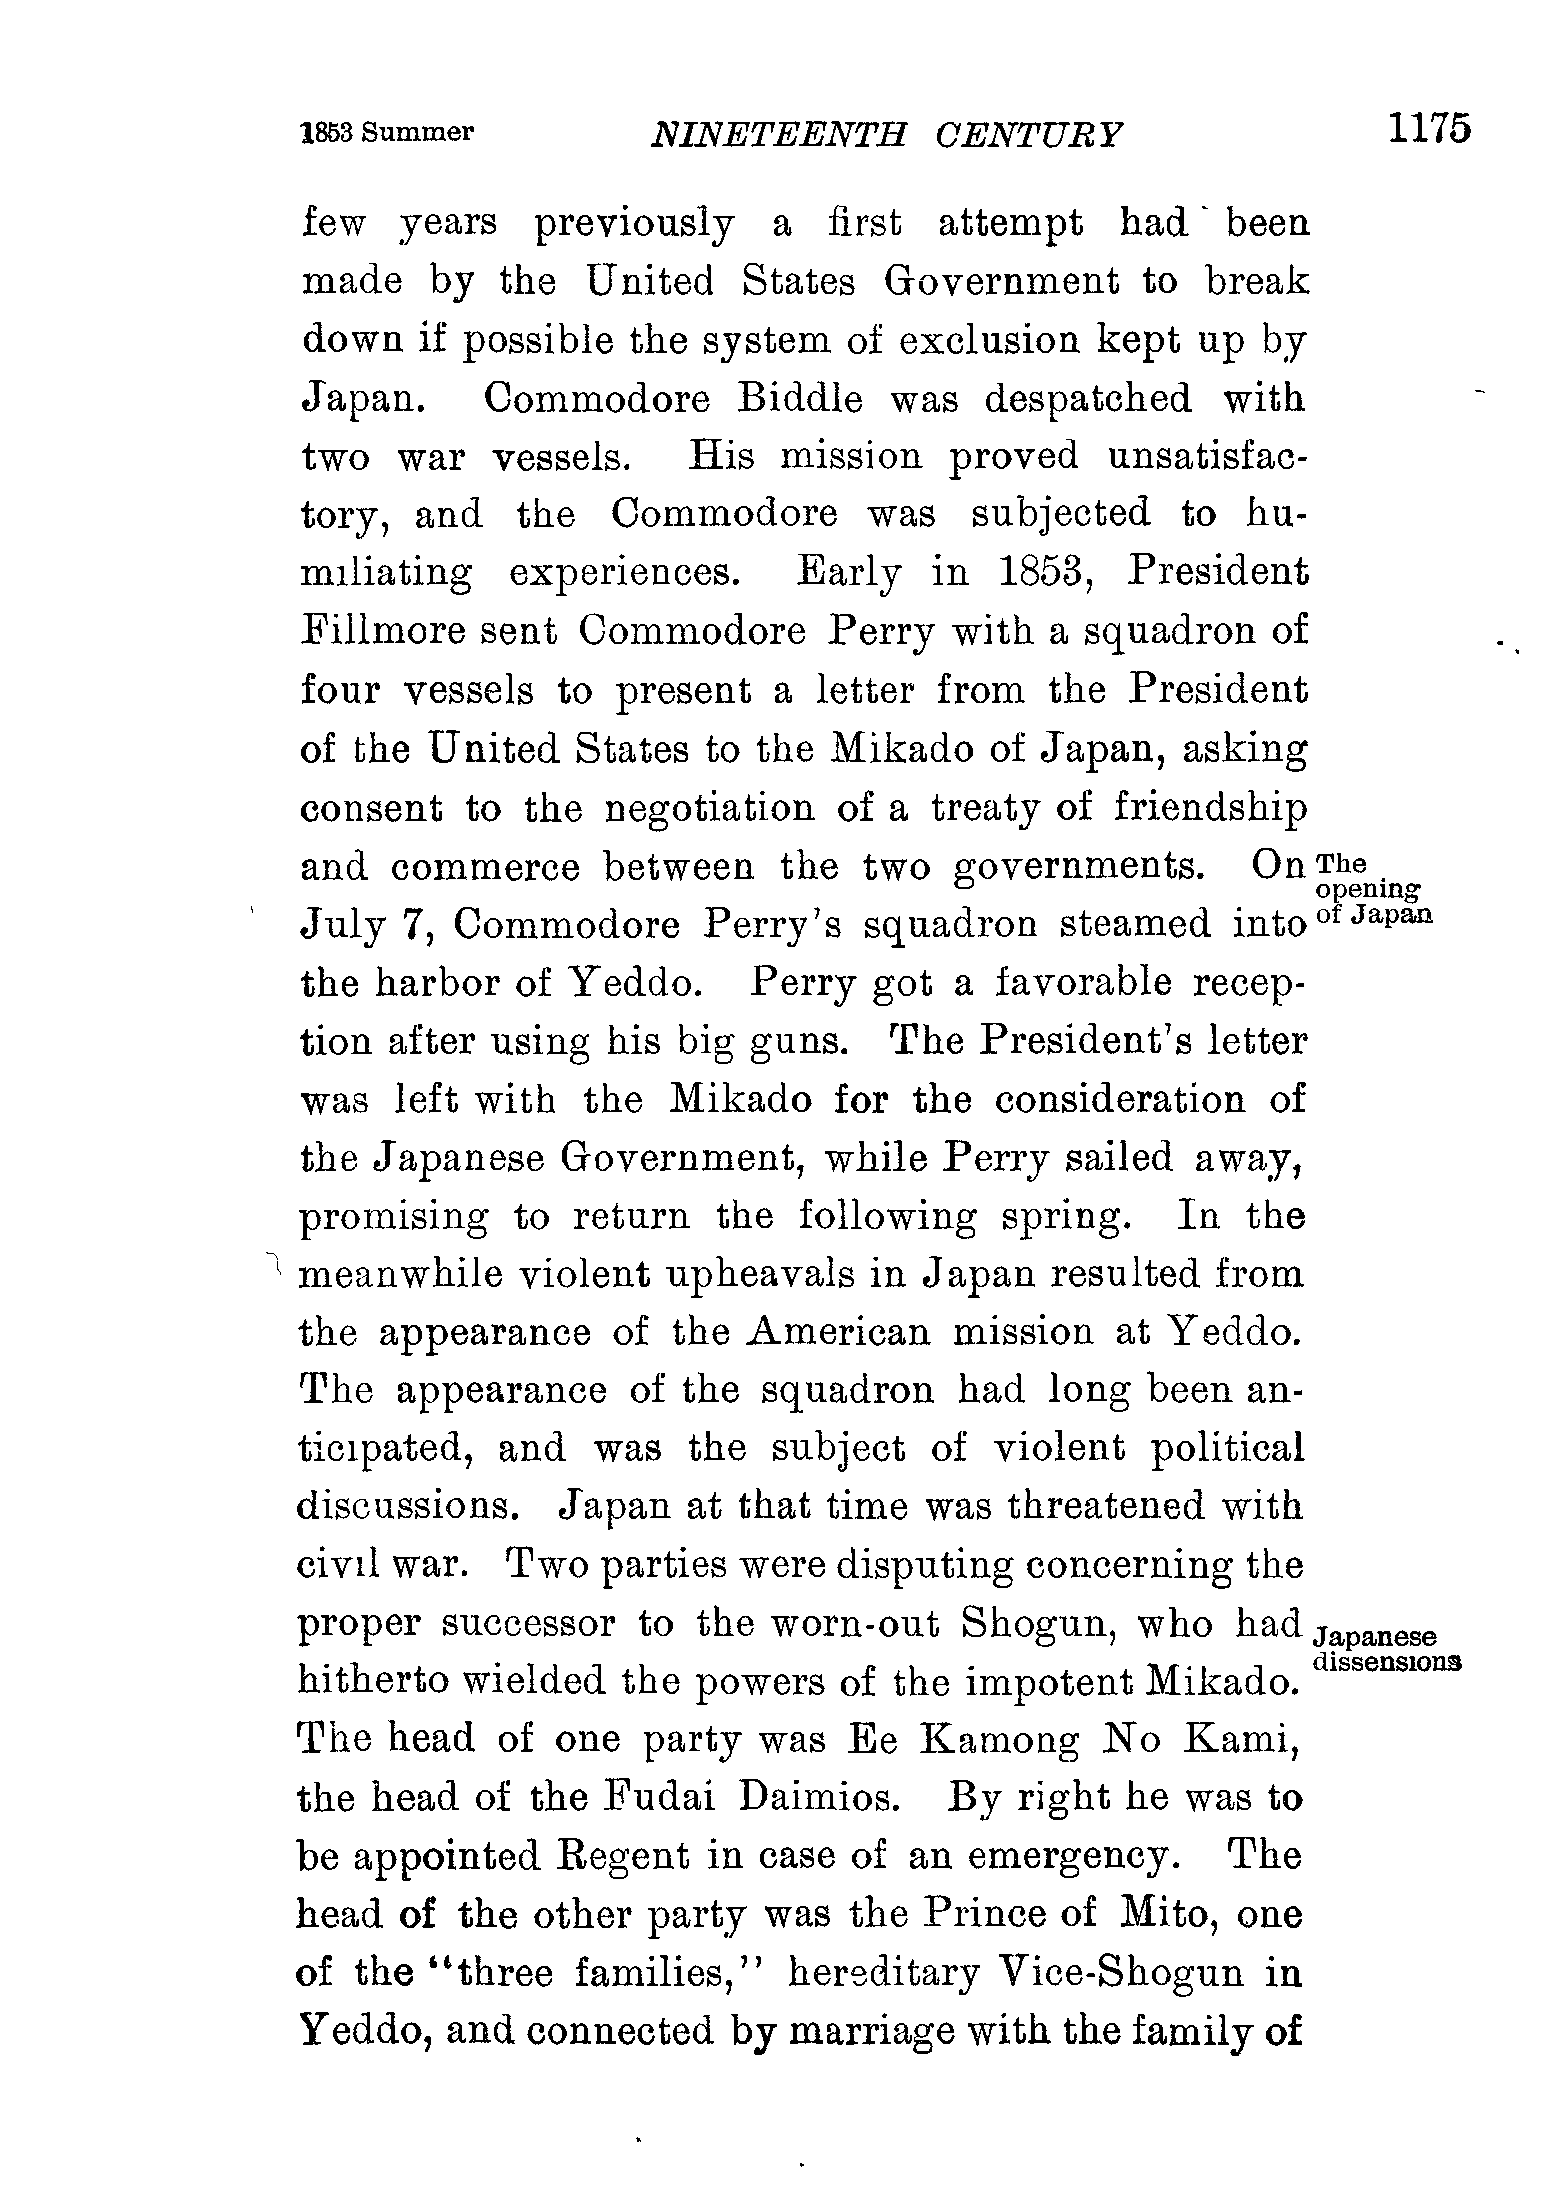 1853 Summer NINETEENTH CENTURY 1175
few years previously a first attempt had been
made by the United States Government to break
down if possible the system of exclusion kept up by
Japan. Commodore Biddle was despatched with
two war vessels. His mission proved unsatisfac-
tory, and the Commodore was subjected to hu-
miliating experiences. Early in 1853, President
Fillmore sent Commodore Perry with a squadron of
four vessels to present a letter from the President
of the United States to the Mikado of Japan, asking
consent to the negotiation of a treaty of friendship
and commerce between the two governments. On
The
opening
of Japan
July 7, Commodore Perry's squadron steamed into
the harbor of Yeddo. Perry got a favorable recep-
tion after using his big guns. The President's letter
was left with the Mikado for the consideration of
the Japanese Government, while Perry sailed away,
promising to return the following spring. In the
meanwhile violent upheavals in Japan resulted from
the appearance of the American mission at Yeddo.
The appearance of the squadron had long been an-
ticipated, and was the subject of violent political
discussions. Japan at that time was threatened with
civil war. Two parties were disputing concerning the
proper successor to the worn-out Shogun, who had
Japanese
dissensions
hitherto wielded the powers of the impotent Mikado.
The head of one party was Ee Kamong No Kami,
the head of the Fudai Daimios. By right he was to
be appointed Regent in case of an emergency. The
head of the other party was the Prince of Mito, one
of the "three families," hereditary Vice-Shogun in
Yeddo, and connected by marriage with the family of